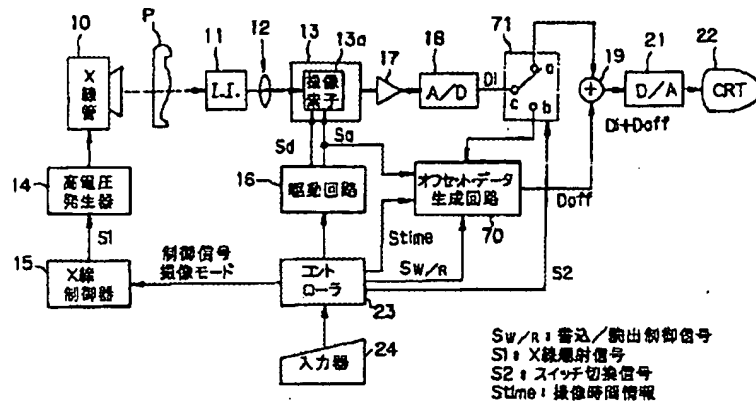 10
P
11
12
13
13a
17
18
71
19
21
22
X
線
管
I.I.
撮像
素子
A/D
Di
a
c
b
D/A
CRT
Di+Doff
Sd
Sa
14
高電圧
発生器
16
駆動回路
オフセット・データ
生成回路
70
Doff
S1
Stime
15
X線
制御器
制御信号
撮像モード
コント
ローラ
23
SW/R
S2
入力器
24
SW/R:書込/読出制御信号
S1:X線曝射信号
S2:スイッチ切換信号
Stime:撮像時間情報